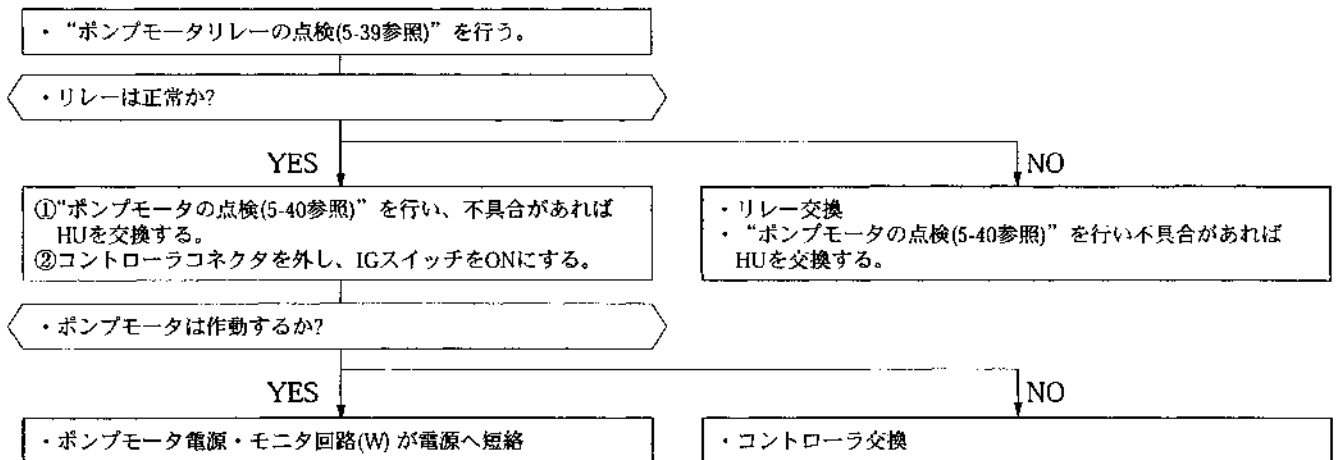 ・“ポンプモータリレーの点検(5-39参照)”を行う。
・リレーは正常か?
YES
NO
①“ポンプモータの点検(5-40参照)”を行い、不具合があれば
HUを交換する。
②コントローラコネクタを外し、IGスイッチをONにする。
・リレー交換
・“ポンプモータの点検(5-40参照)”を行い不具合があれば
HUを交換する。
・ポンプモータは作動するか?
YES
NO
・ポンプモータ電源・モニタ回路(W) が電源へ短絡
・コントローラ交換